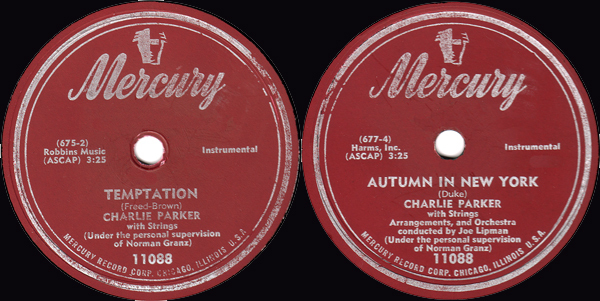 Mercury
(675-2)
Robbins Music
(ASCAP) 3:25
Instrumental
TEMPTATION
(Freed-Brown)
CHARLIE PARKER
with Strings
(Under the personal supervision
of Norman Granz)
11088
MERCURY RECORD CORP. CHICAGO, ILLINOIS U.S.A.
Mercury
(677-4)
Harms, Inc.
(ASCAP) 3:25
Instrumental
AUTUMN IN NEW YORK
(Duke)
CHARLIE PARKER
with Strings
Arrangements, and Orchestra
conducted by Joe Lipman
(Under the personal supervision
of Norman Granz)
11088
MERCURY RECORD CORP. CHICAGO, ILLINOIS U.S.A.